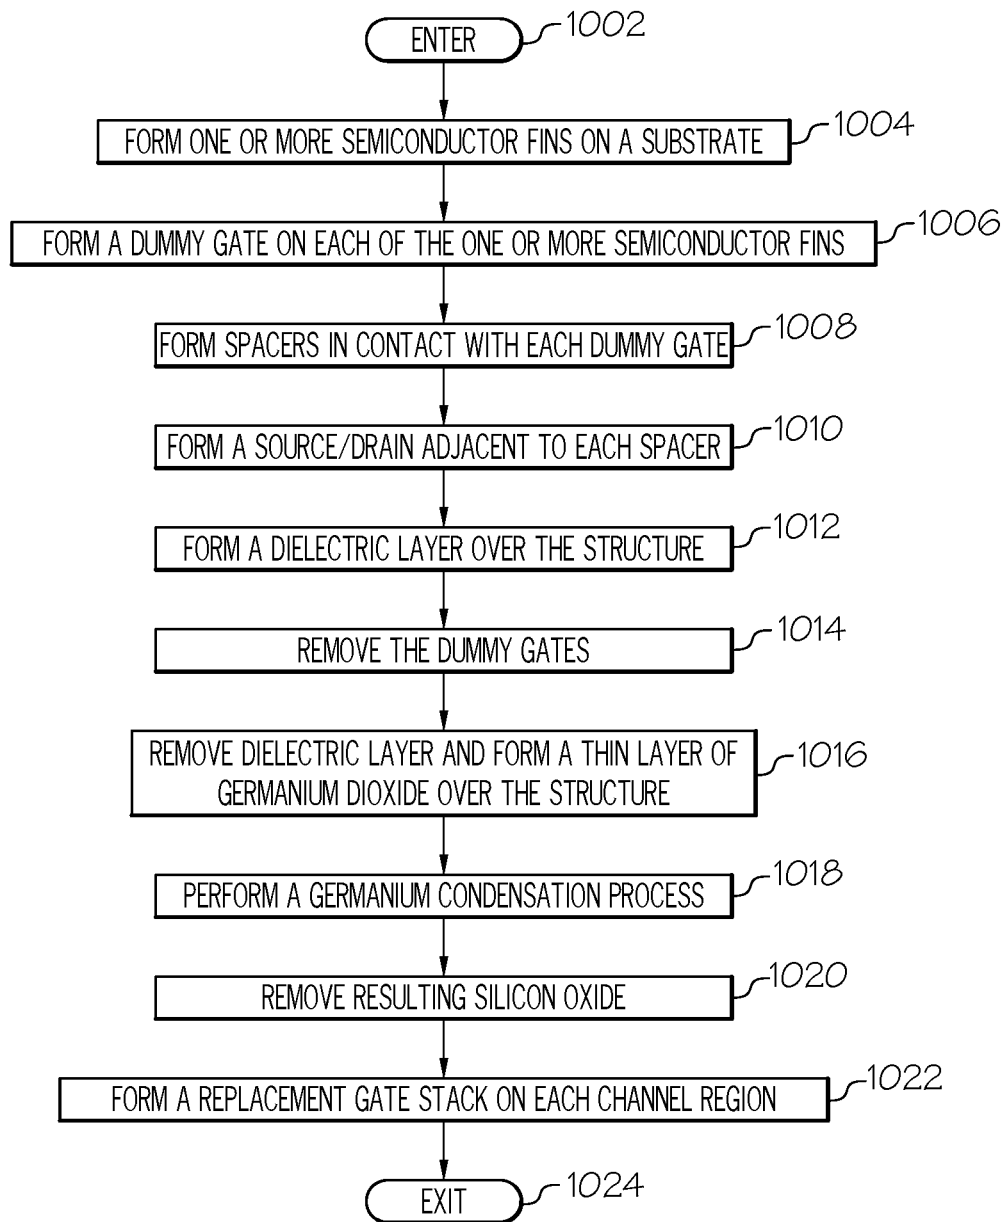 ENTER
1002
FORM ONE OR MORE SEMICONDUCTOR FINS ON A SUBSTRATE
1004
FORM A DUMMY GATE ON EACH OF THE ONE OR MORE SEMICONDUCTOR FINS
1006
FORM SPACERS IN CONTACT WITH EACH DUMMY GATE
1008
FORM A SOURCE/DRAIN ADJACENT TO EACH SPACER
1010
FORM A DIELECTRIC LAYER OVER THE STRUCTURE
1012
REMOVE THE DUMMY GATES
1014
REMOVE DIELECTRIC LAYER AND FORM A THIN LAYER OF
GERMANIUM DIOXIDE OVER THE STRUCTURE
1016
PERFORM A GERMANIUM CONDENSATION PROCESS
1018
REMOVE RESULTING SILICON OXIDE
1020
FORM A REPLACEMENT GATE STACK ON EACH CHANNEL REGION
1022
EXIT
1024